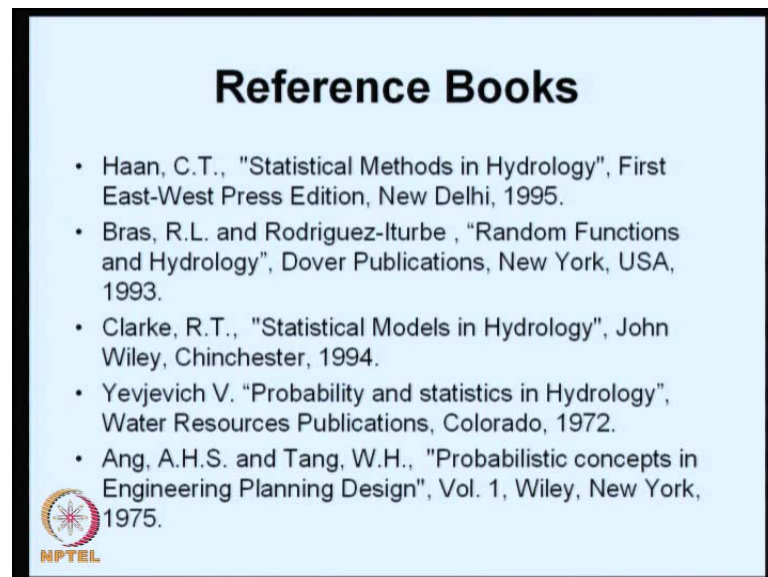 Reference Books
• Haan, C.T., "Statistical Methods in Hydrology", First
East-West Press Edition, New Delhi, 1995.
• Bras, R.L. and Rodriguez-Iturbe , “Random Functions
and Hydrology”, Dover Publications, New York, USA,
1993.
• Clarke, R.T., "Statistical Models in Hydrology", John
Wiley, Chinchester, 1994.
• Yevjevich V. “Probability and statistics in Hydrology”,
Water Resources Publications, Colorado, 1972.
• Ang, A.H.S. and Tang, W.H., "Probabilistic concepts in
Engineering Planning Design", Vol. 1, Wiley, New York,
1975.
NPTEL